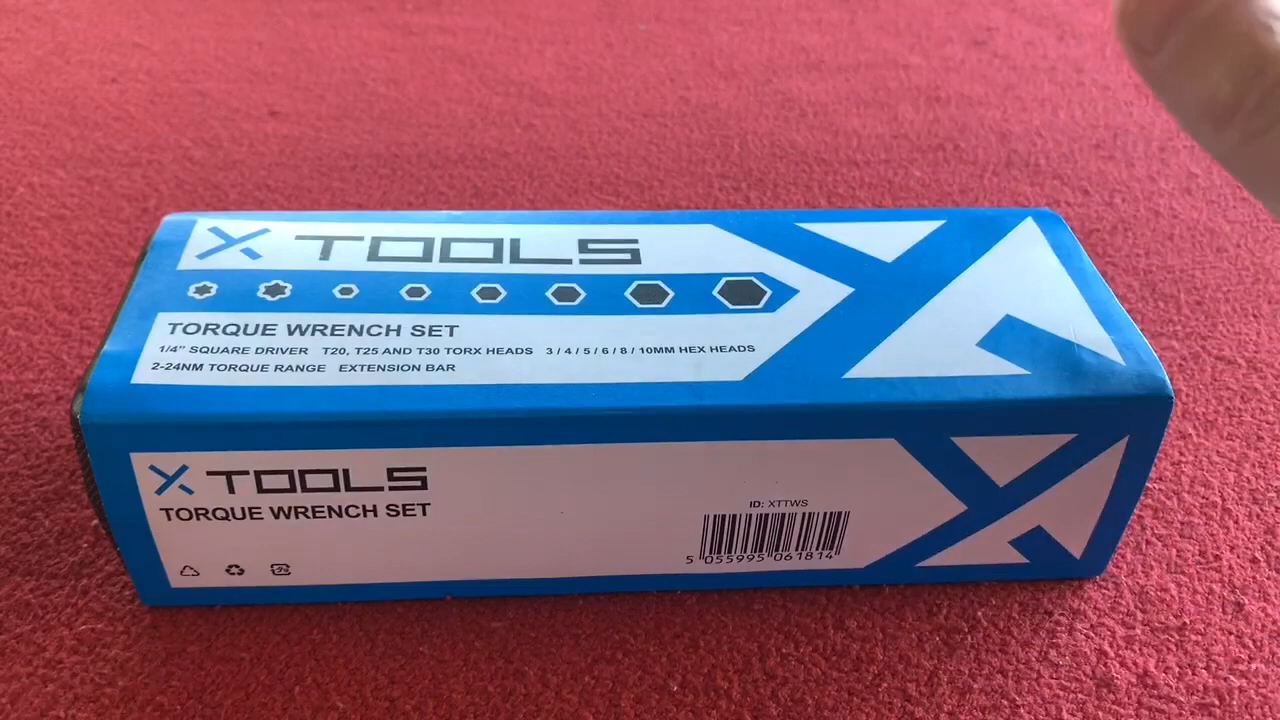 X TOOLS
TORQUE WRENCH SET
1/4” SQUARE DRIVER T20, T25 AND T30 TORX HEADS 3 / 4 / 5 / 6 / 8 / 10MM HEX HEADS
2-24NM TORQUE RANGE EXTENSION BAR
X TOOLS
TORQUE WRENCH SET
ID: XTTWS
5 055995 061814